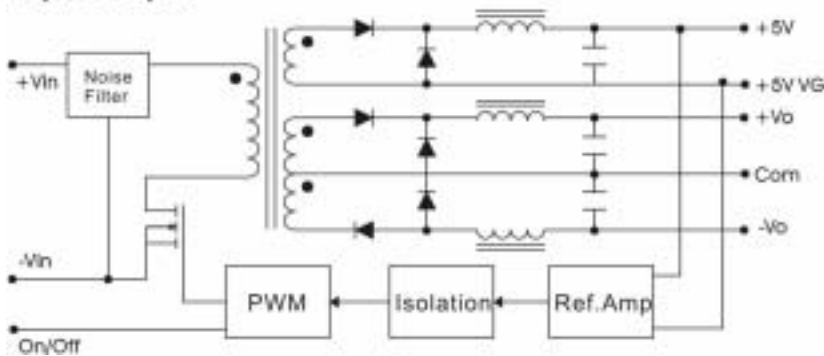 +5V
+Vin
Noise
Filter
+5V VG
+Vo
Com
-Vo
-Vin
PWM
Isolation
Ref.Amp
On/Off